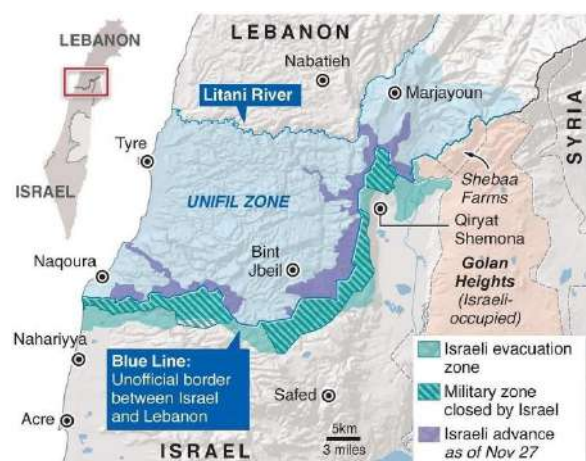 LEBANON
ISRAEL
LEBANON
Nabatieh
Litani River
Marjayoun
SYRIA
Tyre
Shebaa
Farms
UNIFIL ZONE
Qiryat
Shemona
Bint
Jbeil
Naqoura
Golan
Heights
(Israeli-
occupied)
Nahariyya
Blue Line:
Unofficial border
between Israel
and Lebanon
Safed
Acre
ISRAEL
5km
3 miles
Israeli evacuation
zone
Military zone
closed by Israel
Israeli advance
as of Nov 27